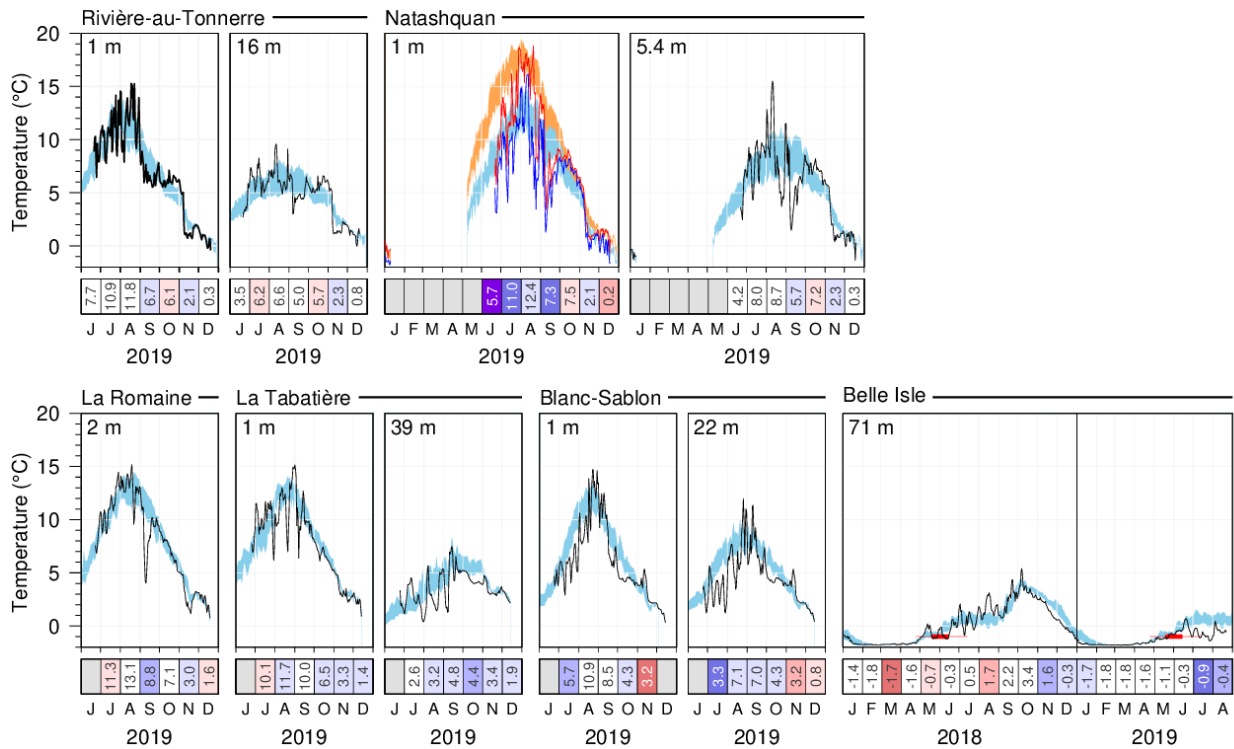 Rivière-au-Tonnerre Natashquan
1 m 16 m 1 m 5.4 m
20
15
10
5
0
Temperature (°C)
7.7 10.9 11.8 6.7 6.1 2.1 0.3 3.5 6.2 6.6 5.0 5.7 2.3 0.8 5.7 11.0 12.4 7.3 7.5 2.1 0.2 4.2 8.0 8.7 5.7 7.2 2.3 0.3
J J A S O N D J J A S O N D J F M A M J J A S O N D J F M A M J J A S O N D
2019 2019 2019 2019
La Romaine La Tabatière Blanc-Sablon Belle Isle
2 m 1 m 39 m 1 m 22 m 71 m
20
15
10
5
0
Temperature (°C)
11.3 13.1 8.8 7.1 3.0 1.6 10.1 11.7 10.0 6.5 3.3 1.4 2.6 3.2 4.8 4.4 3.4 1.9 5.7 10.9 8.5 4.3 3.2 3.3 7.1 7.0 4.3 3.2 0.8 -1.4 -1.8 -1.7 -1.6 -0.7 -0.3 0.5 1.7 2.2 3.4 1.6 -0.3 -1.7 -1.8 -1.8 -1.6 -1.1 -0.3 -0.9 -0.4
J J A S O N D J J A S O N D J J A S O N D J J A S O N D J J A S O N D J F M A M J J A S O N D J F M A M J J A
2019 2019 2019 2019 2019 2018 2019